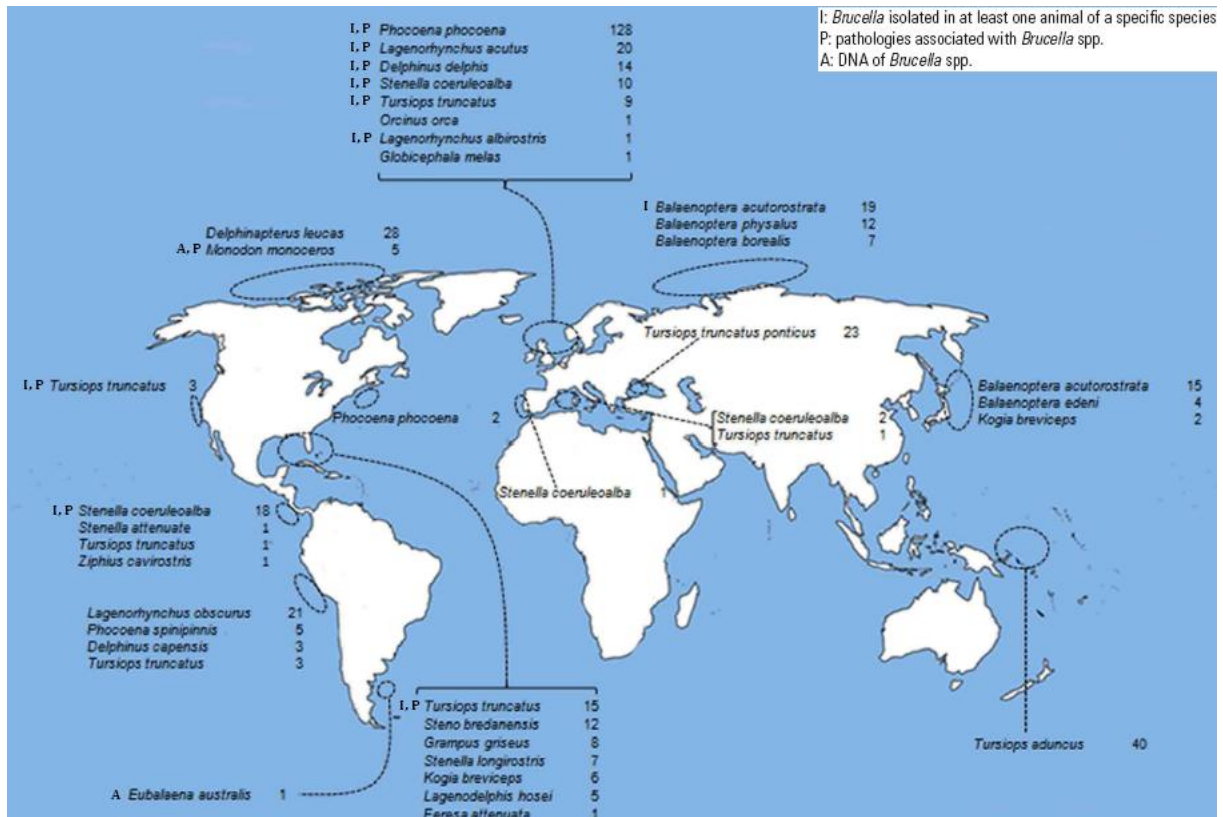 I: Brucella isolated in at least one animal of a specific species
P: pathologies associated with Brucella spp.
A: DNA of Brucella spp.
I, P Phocoena phocoena 128
I, P Lagenorhynchus acutus 20
I, P Delphinus delphis 14
I, P Stenella coeruleoalba 10
I, P Tursiops truncatus 9
Orcinus orca 1
I, P Lagenorhynchus albirostris 1
Globicephala melas 1
I Balaenoptera acutorostrata 19
Balaenoptera physalus 12
Balaenoptera borealis 7
Delphinapterus leucas 28
A, P Monodon monoceros 5
Tursiops truncatus ponticus 23
I, P Tursiops truncatus 3
Phocoena phocoena 2
Stenella coeruleoalba 2
Tursiops truncatus 1
Balaenoptera acutorostrata 15
Balaenoptera edeni 4
Kogia breviceps 2
Stenella coeruleoalba 1
I, P Stenella coeruleoalba 18
Stenella attenuate 1
Tursiops truncatus 1
Ziphius cavirostris 1
Lagenorhynchus obscurus 21
Phocoena spinipinnis 5
Delphinus capensis 3
Tursiops truncatus 3
I, P Tursiops truncatus 15
Steno bredanensis 12
Grampus griseus 8
Stenella longirostris 7
Kogia breviceps 6
Lagenodelphis hosei 5
Feresa attenuata 1
Tursiops aduncus 40
A Eubalaena australis 1